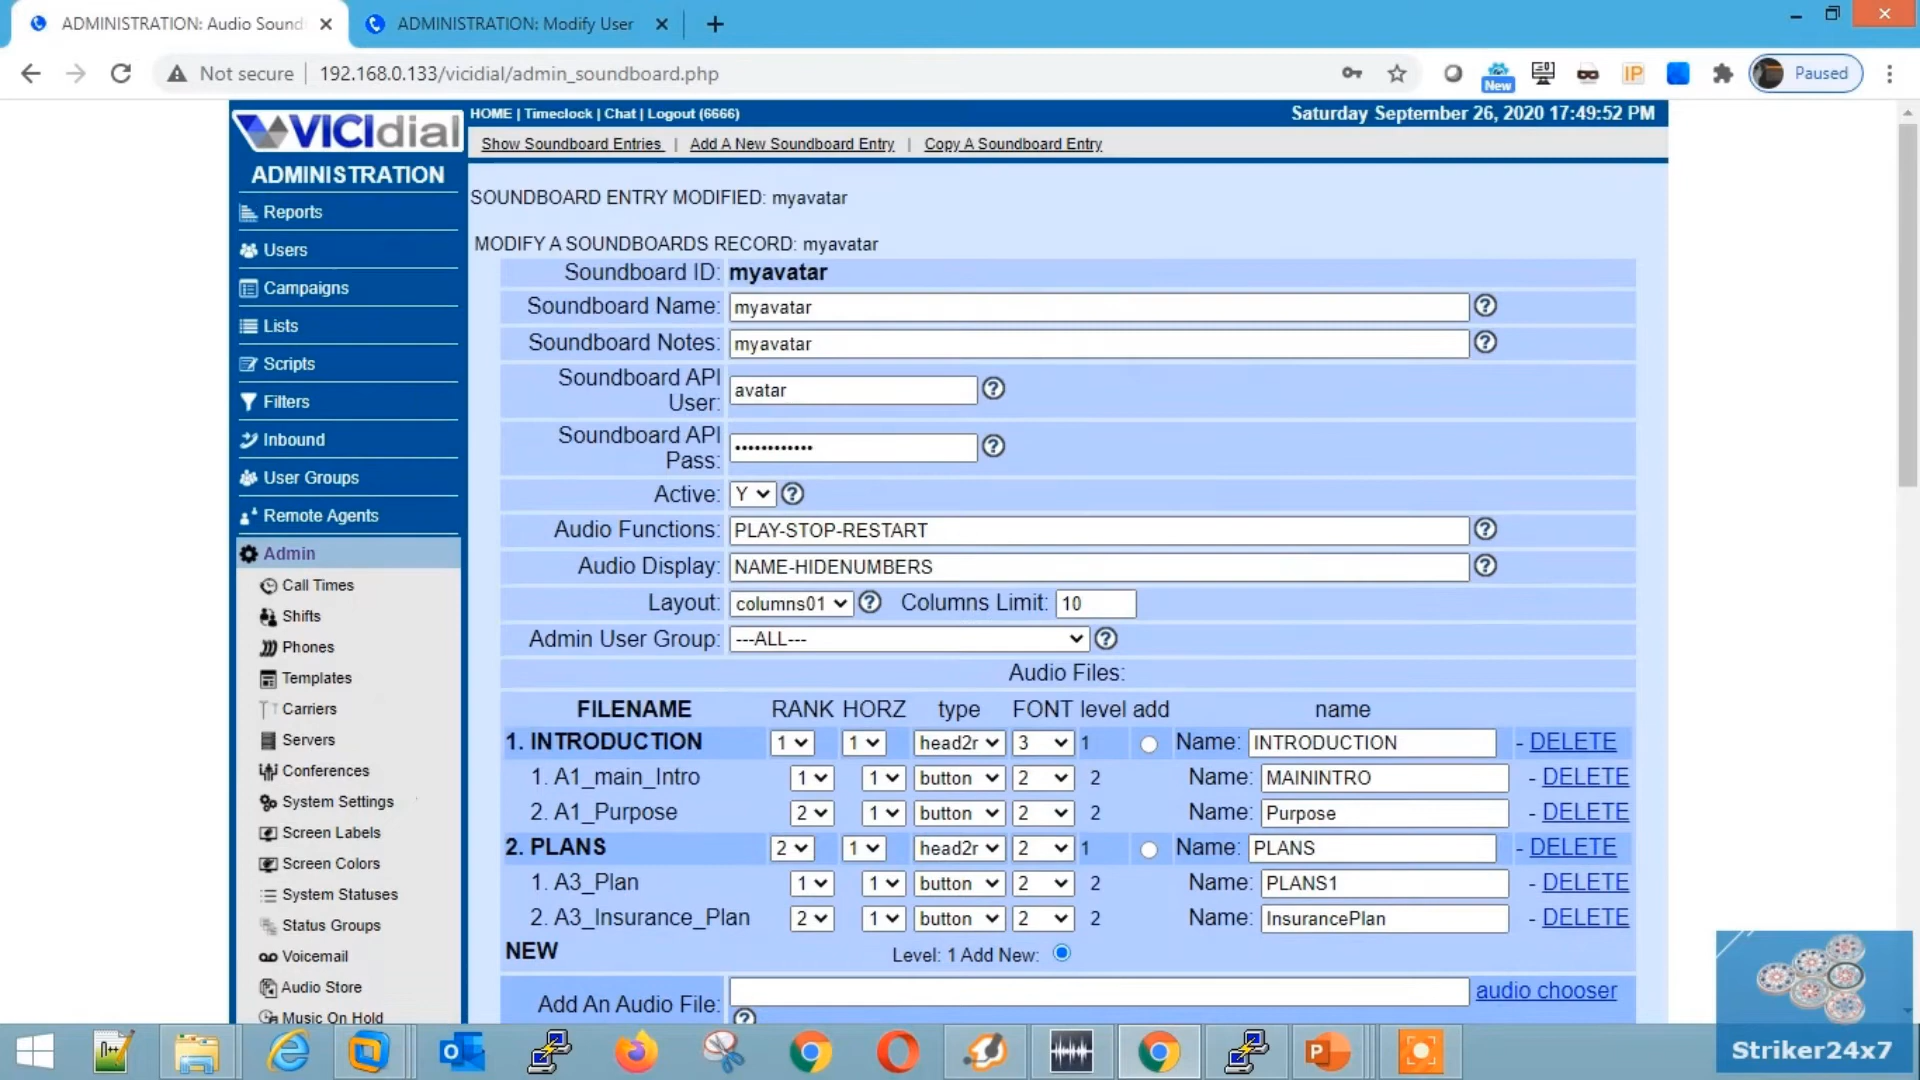 ADMINISTRATION: Audio Sound
ADMINISTRATION: Modify User
Not secure
192.168.0.133/vicidial/admin_soundboard.php
New
IP
Paused
VICIdial
HOME | Timeclock | Chat | Logout (6666)
Saturday September 26, 2020 17:49:52 PM
Show Soundboard Entries | Add A New Soundboard Entry | Copy A Soundboard Entry
ADMINISTRATION
Reports
Users
Campaigns
Lists
Scripts
Filters
Inbound
User Groups
Remote Agents
Admin
Call Times
Shifts
Phones
Templates
Carriers
Servers
Conferences
System Settings
Screen Labels
Screen Colors
System Statuses
Status Groups
Voicemail
Audio Store
Music On Hold
SOUNDBOARD ENTRY MODIFIED: myavatar
MODIFY A SOUNDBOARDS RECORD: myavatar
Soundboard ID: myavatar
Soundboard Name: myavatar
Soundboard Notes: myavatar
Soundboard API
User: avatar
Soundboard API
Pass: ••••••••••••
Active: Y
Audio Functions: PLAY-STOP-RESTART
Audio Display: NAME-HIDENUMBERS
Layout: columns01 Columns Limit: 10
Admin User Group: ---ALL---
Audio Files:
FILENAME RANK HORZ type FONT level add name
1. INTRODUCTION 1 1 head2r 3 1 Name: INTRODUCTION - DELETE
1. A1_main_Intro 1 1 button 2 2 Name: MAININTRO - DELETE
2. A1_Purpose 2 1 button 2 2 Name: Purpose - DELETE
2. PLANS 2 1 head2r 2 1 Name: PLANS - DELETE
1. A3_Plan 1 1 button 2 2 Name: PLANS1 - DELETE
2. A3_Insurance_Plan 2 1 button 2 2 Name: InsurancePlan - DELETE
NEW Level: 1 Add New:
Add An Audio File: audio chooser
Striker24x7